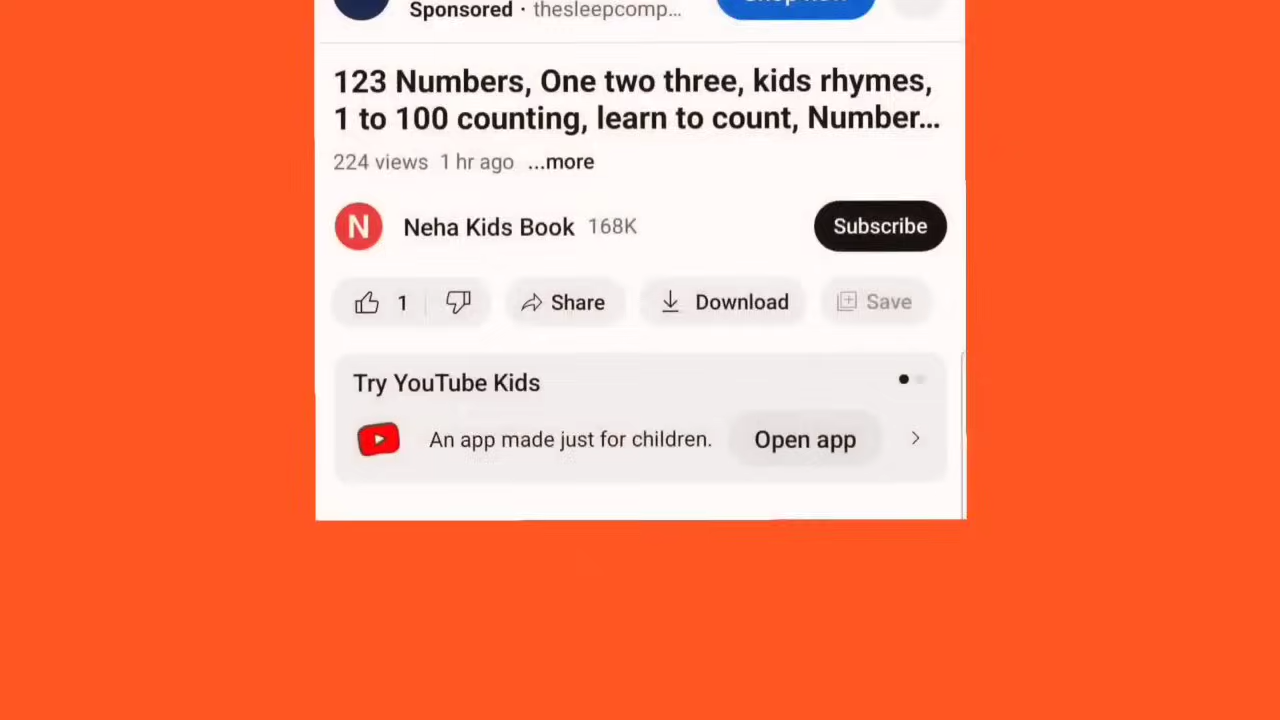 Sponsored · thesleepcomp...
Shop now
123 Numbers, One two three, kids rhymes,
1 to 100 counting, learn to count, Number...
224 views 1 hr ago ...more
N Neha Kids Book 168K Subscribe
1 Share Download Save
Try YouTube Kids
An app made just for children. Open app